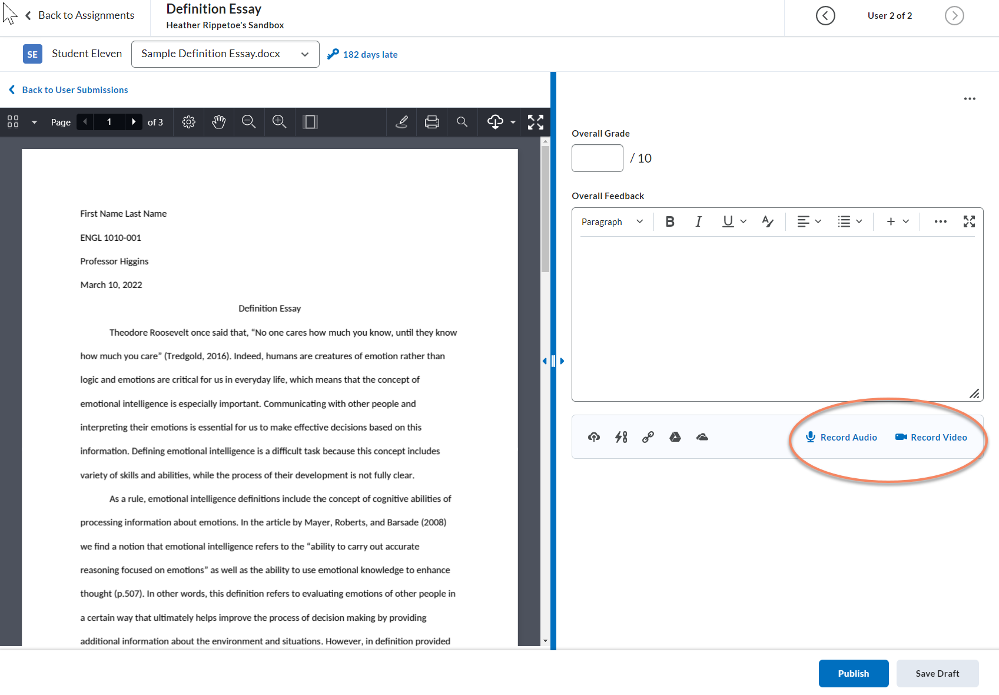 Back to Assignments
Definition Essay
Heather Rippetoe's Sandbox
User 2 of 2
SE
Student Eleven
Sample Definition Essay.docx
182 days late
Back to User Submissions
Page 1 of 3
First Name Last Name
ENGL 1010-001
Professor Higgins
March 10, 2022
Definition Essay
Theodore Roosevelt once said that, “No one cares how much you know, until they know
how much you care” (Tredgold, 2016). Indeed, humans are creatures of emotion rather than
logic and emotions are critical for us in everyday life, which means that the concept of
emotional intelligence is especially important. Communicating with other people and
interpreting their emotions is essential for us to make effective decisions based on this
information. Defining emotional intelligence is a difficult task because this concept includes
variety of skills and abilities, while the process of their development is not fully clear.
As a rule, emotional intelligence definitions include the concept of cognitive abilities of
processing information about emotions. In the article by Mayer, Roberts, and Barsade (2008)
we find a notion that emotional intelligence refers to the “ability to carry out accurate
reasoning focused on emotions” as well as the ability to use emotional knowledge to enhance
thought (p.507). In other words, this definition refers to evaluating emotions of other people in
a certain way that ultimately helps improve the process of decision making by providing
additional information about the environment and situations. However, in definition provided
Overall Grade
/ 10
Overall Feedback
Paragraph
B
I
U
Record Audio
Record Video
Publish
Save Draft